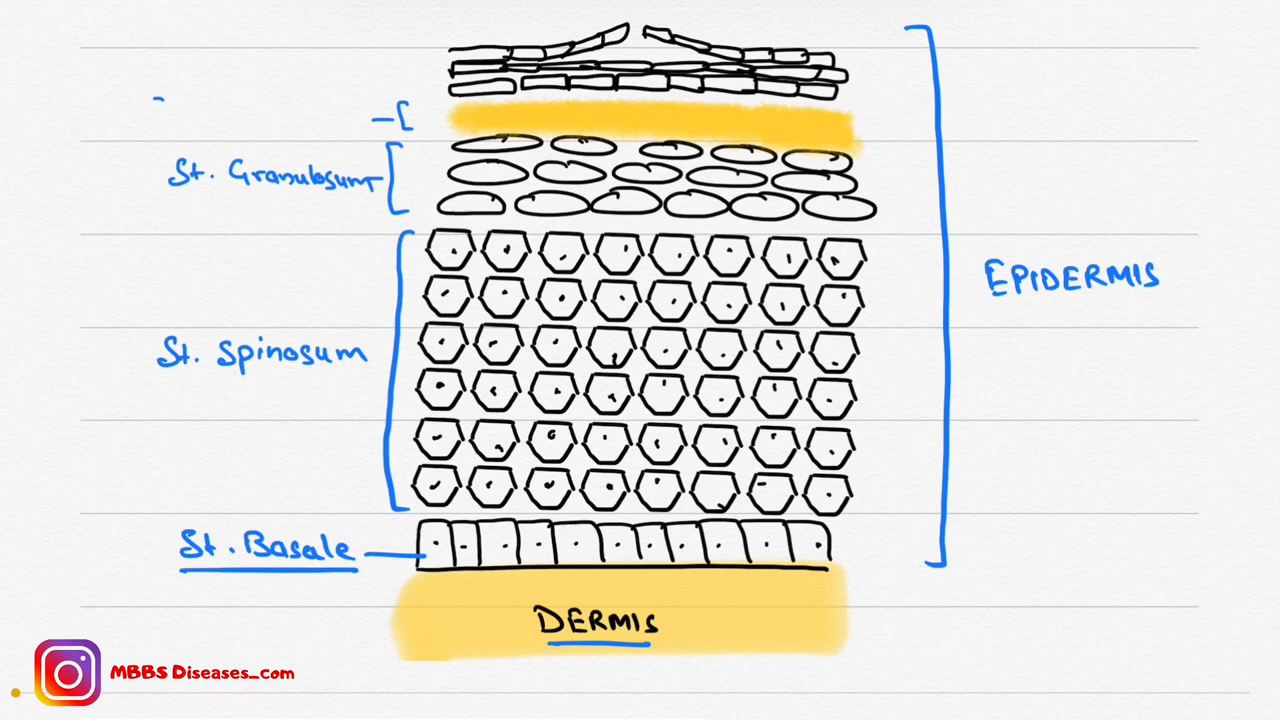 St. Granulosum
EPIDERMIS
St. Spinosum
St. Basale
DERMIS
MBBS Diseases_com